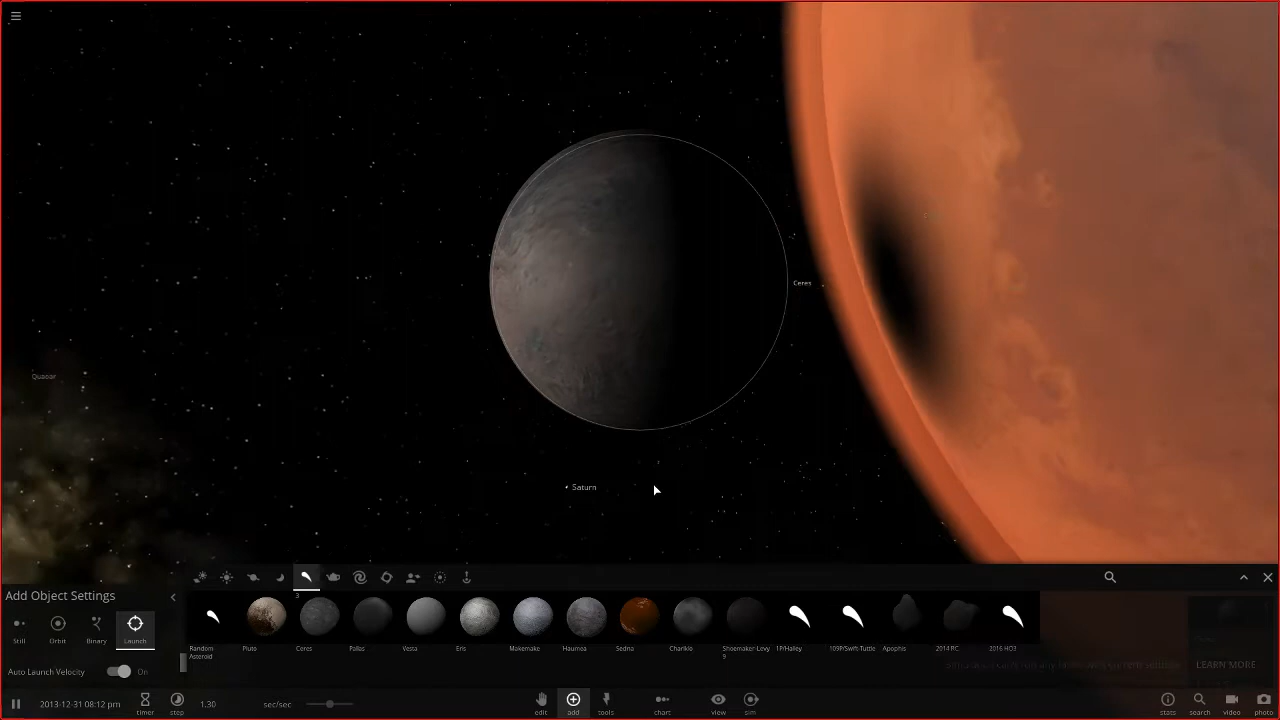 Ceres
Quaoar
Saturn
Add Object Settings
3
Still
Orbit
Binary
Launch
Random Asteroid
Pluto
Ceres
Pallas
Vesta
Eris
Makemake
Haumea
Sedna
Chariklo
Shoemaker-Levy 9
1P/Halley
109P/Swift-Tuttle
Apophis
2014 RC
2016 HO3
Auto Launch Velocity
On
LEARN MORE
2013-12-31 08:12 pm
timer
step
1.30
sec/sec
edit
add
tools
chart
view
sim
stats
search
video
photo